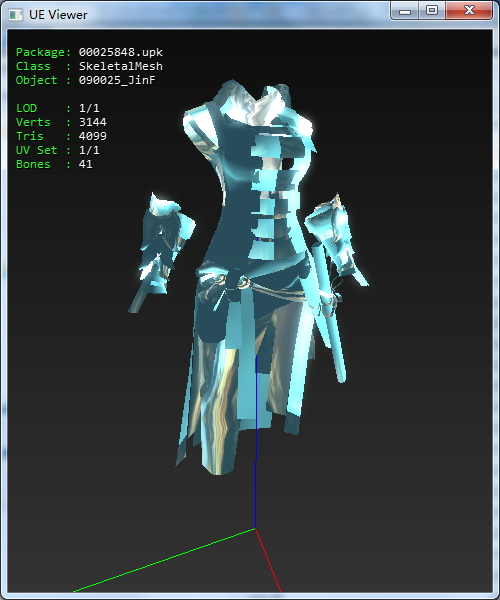 UE Viewer
Package: 00025848.upk
Class : SkeletalMesh
Object : 090025_JinF
LOD : 1/1
Verts : 3144
Tris : 4099
UV Set : 1/1
Bones : 41